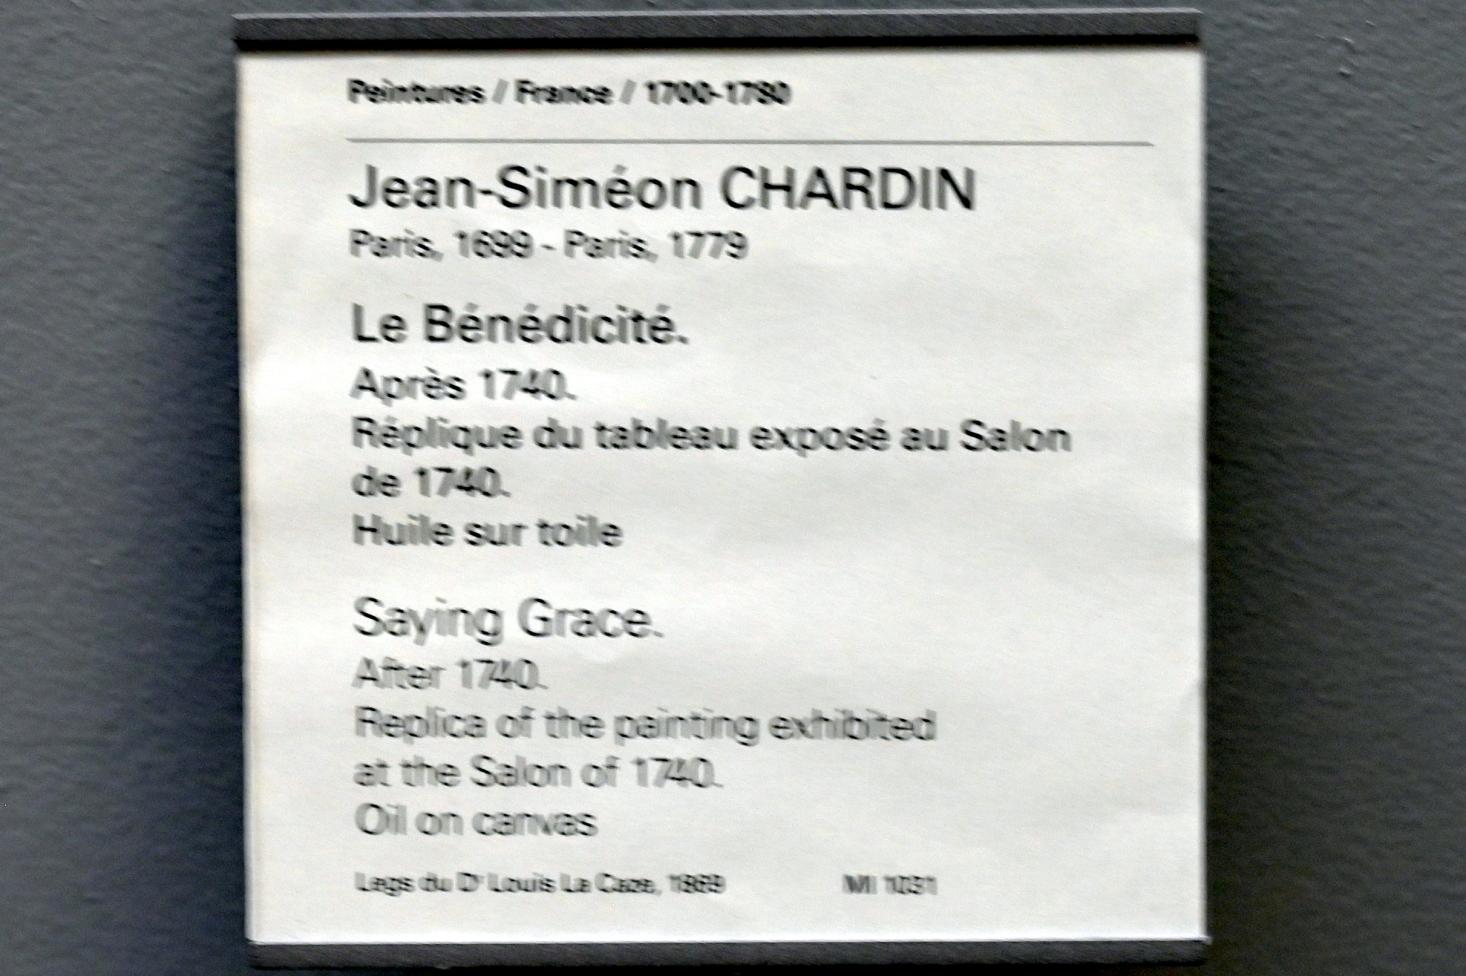 Peintures / France / 1700-1780
Jean-Siméon CHARDIN
Paris, 1699 - Paris, 1779
Le Bénédicité.
Après 1740.
Réplique du tableau exposé au Salon
de 1740.
Huile sur toile
Saying Grace.
After 1740.
Replica of the painting exhibited
at the Salon of 1740.
Oil on canvas
Legs du Dr Louis La Caze, 1869 MI 1031